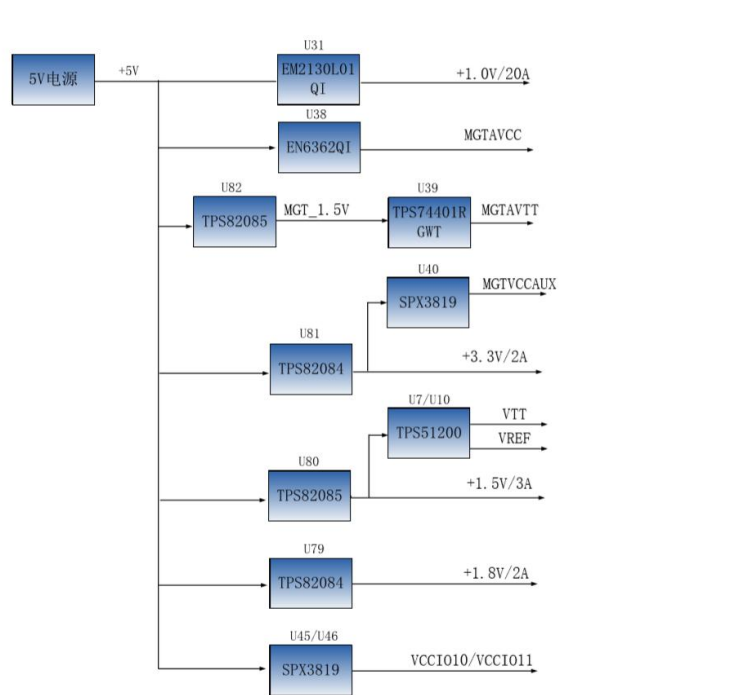 U31
5V电源
+5V
EM2130L01
QI
+1.0V/20A
U38
EN6362QI
MGTAVCC
U82
TPS82085
MGT_1.5V
U39
TPS74401R
GWT
MGTAVTT
U40
SPX3819
MGTVCCAUX
U81
TPS82084
+3.3V/2A
U7/U10
TPS51200
VTT
VREF
U80
TPS82085
+1.5V/3A
U79
TPS82084
+1.8V/2A
U45/U46
SPX3819
VCCIO10/VCCIO11